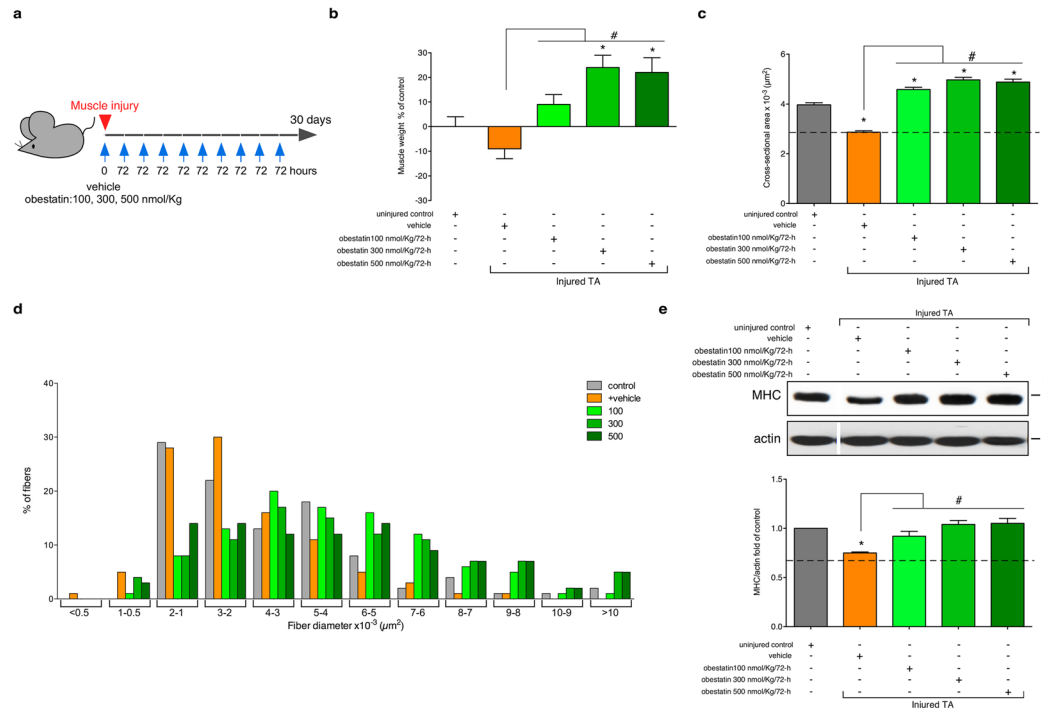 a
Muscle injury
30 days
0 72 72 72 72 72 72 72 72 72 hours
vehicle
obestatin:100, 300, 500 nmol/Kg
b
Muscle weight % of control
30
20
10
0
-10
-20
-30
#
* *
uninjured control + - - - -
vehicle - + - - -
obestatin100 nmol/Kg/72-h - - + - -
obestatin 300 nmol/Kg/72-h - - - + -
obestatin 500 nmol/Kg/72-h - - - - +
Injured TA
c
Cross-sectional area x 10-3 (µm2)
6
4
2
0
#
* * * *
uninjured control + - - - -
vehicle - + - - -
obestatin100 nmol/Kg/72-h - - + - -
obestatin 300 nmol/Kg/72-h - - - + -
obestatin 500 nmol/Kg/72-h - - - - +
Injured TA
d
% of fibers
40
30
20
10
0
control
+vehicle
100
300
500
<0.5 1-0.5 2-1 3-2 4-3 5-4 6-5 7-6 8-7 9-8 10-9 >10
Fiber diameter x10-3 (µm2)
e
Injured TA
uninjured control + - - - -
vehicle - + - - -
obestatin100 nmol/Kg/72-h - - + - -
obestatin 300 nmol/Kg/72-h - - - + -
obestatin 500 nmol/Kg/72-h - - - - +
MHC
actin
MHC/actin fold of control
1.5
1.0
0.5
0.0
#
*
uninjured control + - - - -
vehicle - + - - -
obestatin100 nmol/Kg/72-h - - + - -
obestatin 300 nmol/Kg/72-h - - - + -
obestatin 500 nmol/Kg/72-h - - - - +
Injured TA